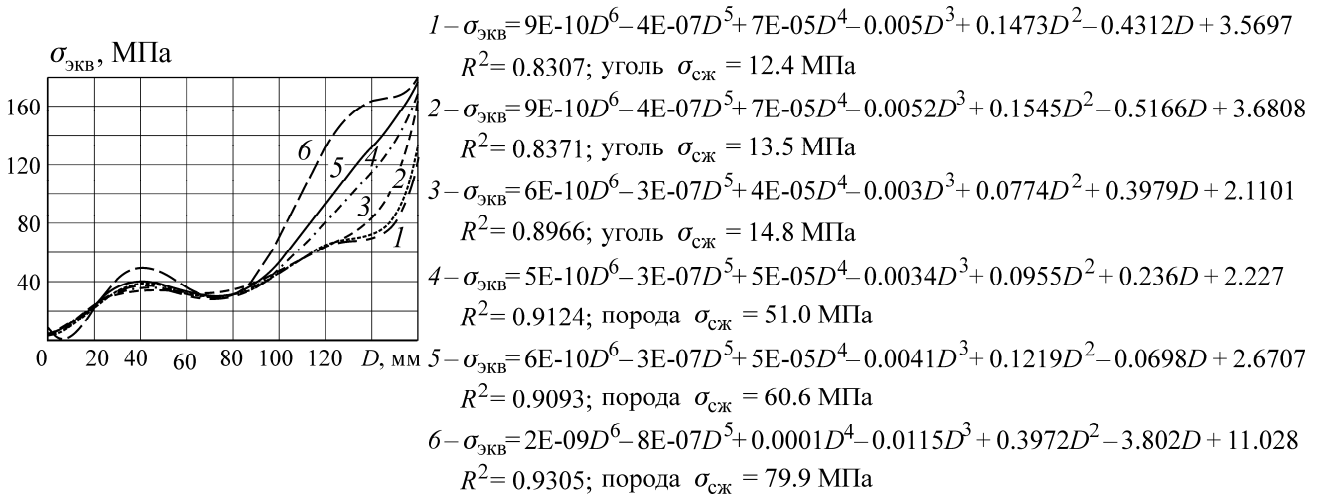 σэкв, МПа
160
120
80
40
0
20
40
60
80
100
120
D, мм
6
5
4
2
3
1
1 – σэкв=9E-10D⁶–4E-07D⁵+7E-05D⁴–0.005D³+0.1473D²–0.4312D+3.5697
R²=0.8307; уголь σсж = 12.4 МПа
2 – σэкв=9E-10D⁶–4E-07D⁵+7E-05D⁴–0.0052D³+0.1545D²–0.5166D+3.6808
R²=0.8371; уголь σсж = 13.5 МПа
3 – σэкв=6E-10D⁶–3E-07D⁵+4E-05D⁴–0.003D³+0.0774D²+0.3979D+2.1101
R²=0.8966; уголь σсж = 14.8 МПа
4 – σэкв=5E-10D⁶–3E-07D⁵+5E-05D⁴–0.0034D³+0.0955D²+0.236D+2.227
R²=0.9124; порода σсж = 51.0 МПа
5 – σэкв=6E-10D⁶–3E-07D⁵+5E-05D⁴–0.0041D³+0.1219D²–0.0698D+2.6707
R²=0.9093; порода σсж = 60.6 МПа
6 – σэкв=2E-09D⁶–8E-07D⁵+0.0001D⁴–0.0115D³+0.3972D²–3.802D+11.028
R²=0.9305; порода σсж = 79.9 МПа